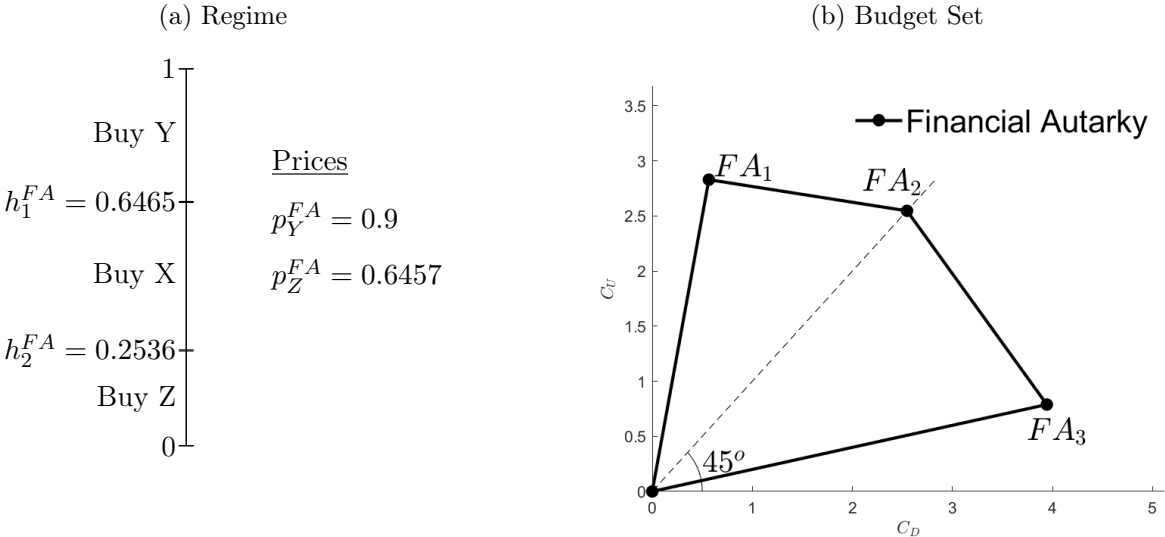 (a) Regime
1
Buy Y
h_1^{FA} = 0.6465
Buy X
h_2^{FA} = 0.2536
Buy Z
0
Prices
p_Y^{FA} = 0.9
p_Z^{FA} = 0.6457
(b) Budget Set
Financial Autarky
3.5
3
2.5
2
1.5
1
0.5
0
C_U
FA_1
FA_2
FA_3
45^o
0 1 2 3 4 5
C_D